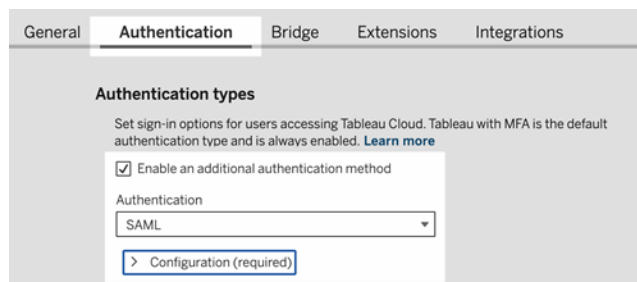 General Authentication Bridge Extensions Integrations
Authentication types
Set sign-in options for users accessing Tableau Cloud. Tableau with MFA is the default
authentication type and is always enabled. Learn more
Enable an additional authentication method
Authentication
SAML
Configuration (required)